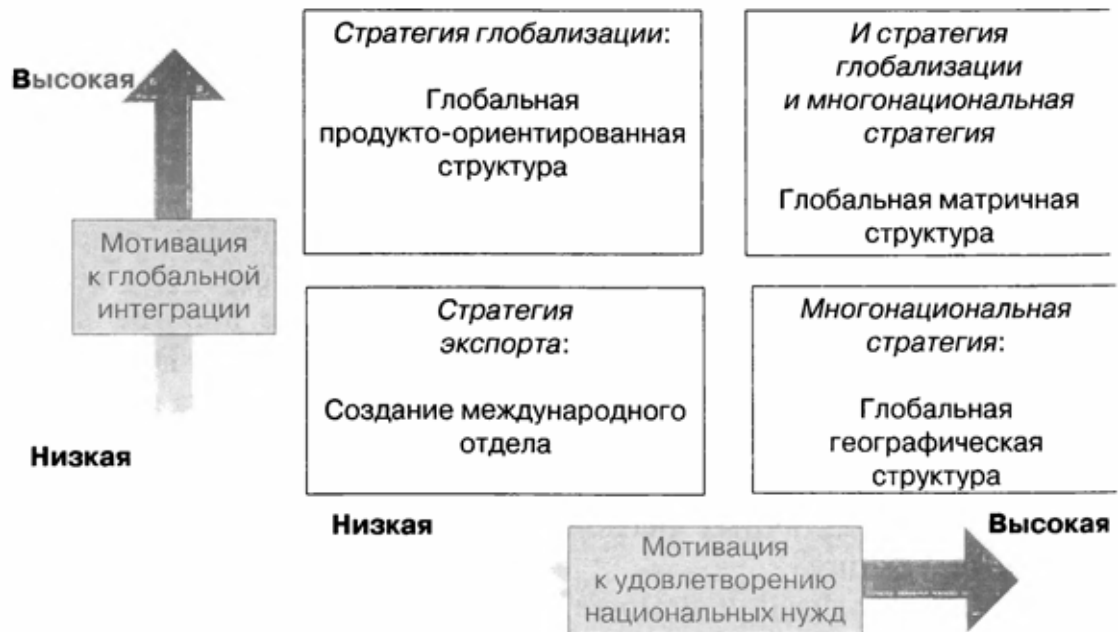 Высокая
Мотивация
к глобальной
интеграции
Низкая
Стратегия глобализации:
Глобальная
продукто-ориентированная
структура
И стратегия
глобализации
и многонациональная
стратегия
Глобальная матричная
структура
Стратегия
экспорта:
Создание международного
отдела
Многонациональная
стратегия:
Глобальная
географическая
структура
Низкая
Высокая
Мотивация
к удовлетворению
национальных нужд